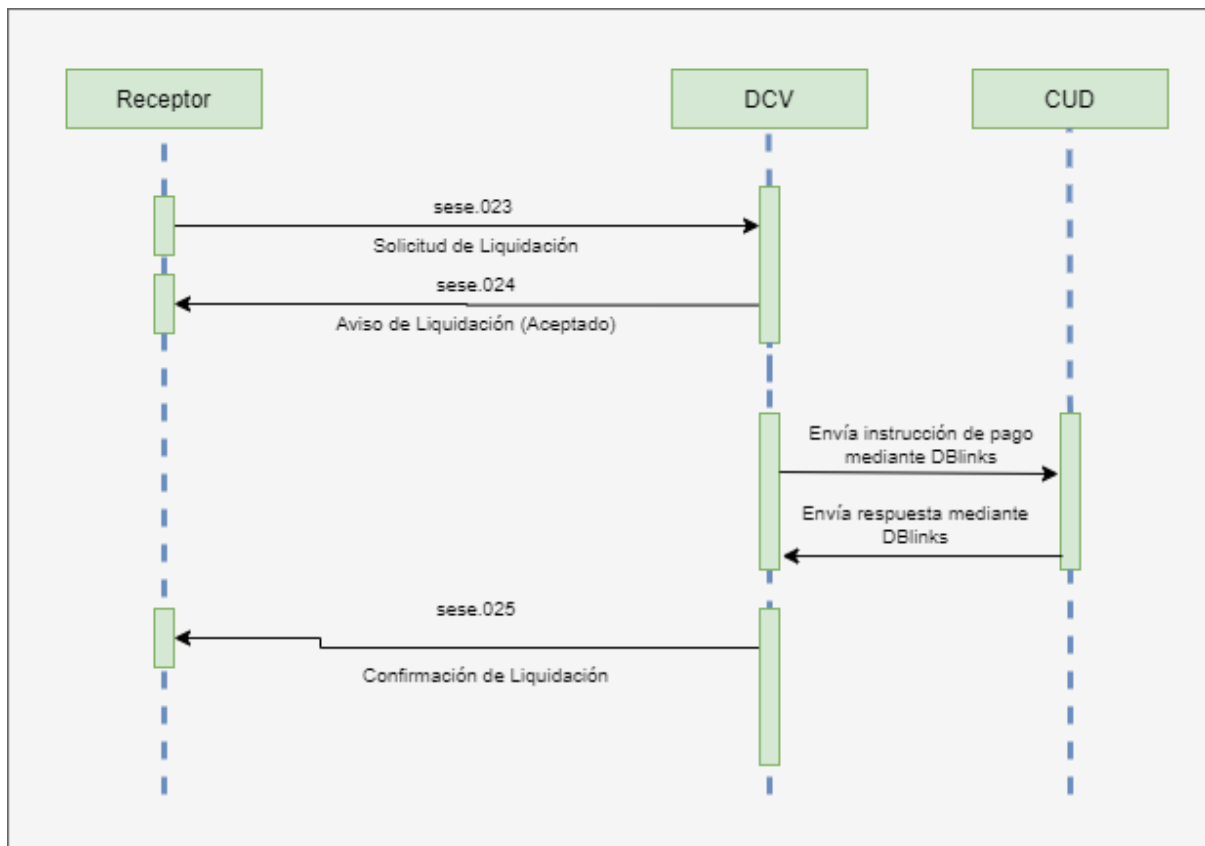 Receptor
DCV
CUD
sese.023
Solicitud de Liquidación
sese.024
Aviso de Liquidación (Aceptado)
Envía instrucción de pago
mediante DBlinks
Envía respuesta mediante
DBlinks
sese.025
Confirmación de Liquidación